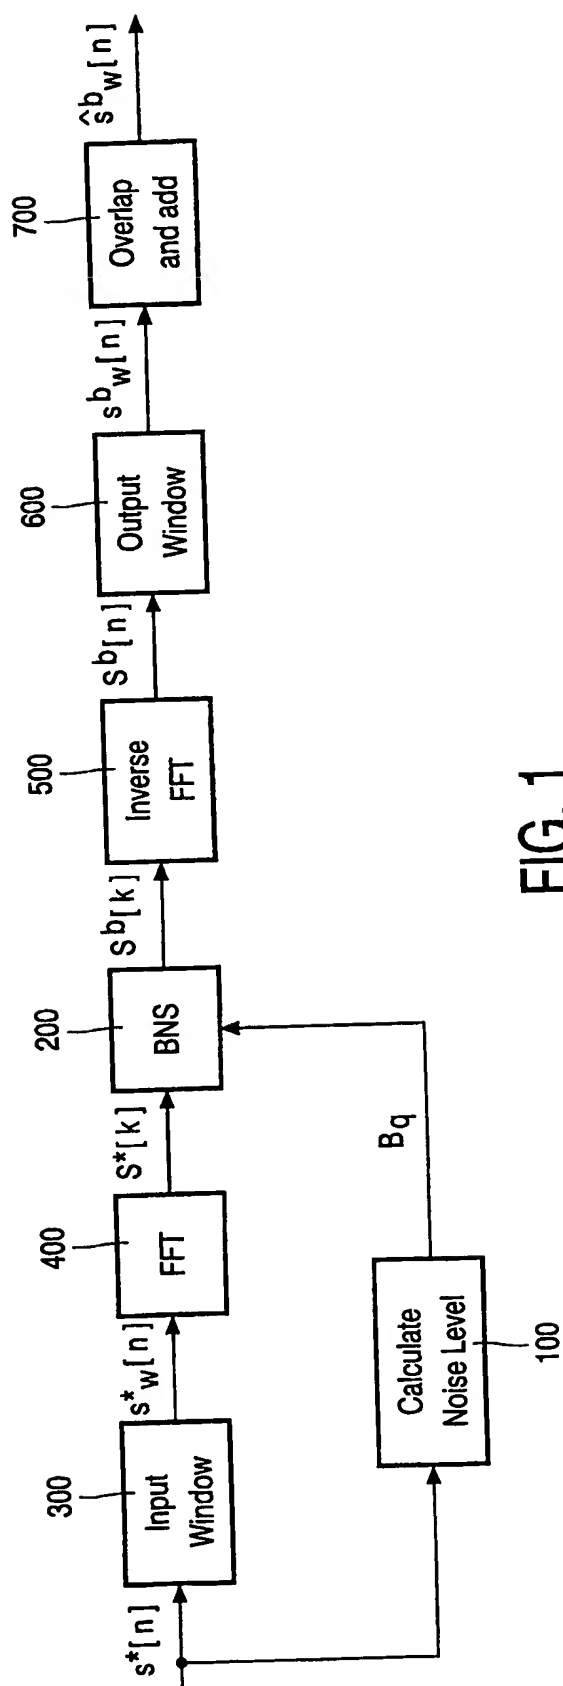 s*[n]
300
Input
Window
s*w[n]
400
FFT
S*[k]
200
BNS
Sb[k]
500
Inverse
FFT
sb[n]
600
Output
Window
sbw[n]
700
Overlap
and add
ŝbw[n]
Calculate
Noise Level
100
Bq
FIG. 1